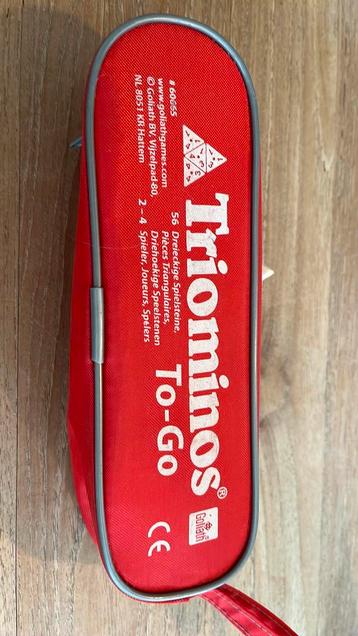 Triominos®
To-Go
Goliath
CE
56 Dreieckige Spielsteine,
Pièces Triangulaires,
Driehoekige Speelstenen
2 – 4 Spieler, Joueurs, Spelers
# 60665
www.goliathgames.com
© Goliath BV, Vijzelpad 80,
NL 8051 KR Hattem